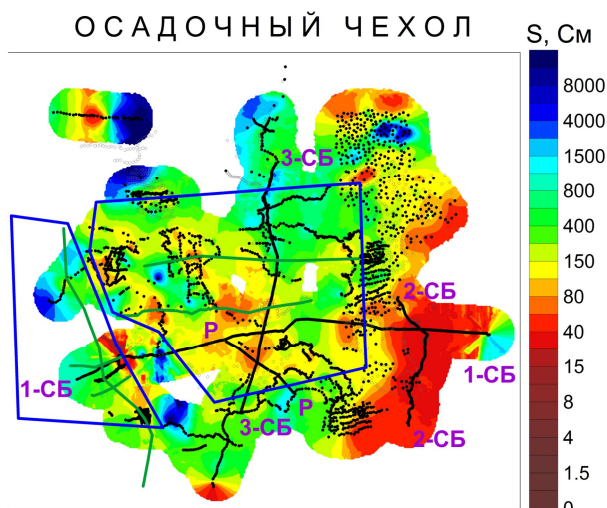 ОСАДОЧНЫЙ ЧЕХОЛ
S, См
8000
4000
1500
800
400
150
80
40
15
8
4
1.5
0
3-СБ
2-СБ
Р
1-СБ
1-СБ
Р
3-СБ
2-СБ